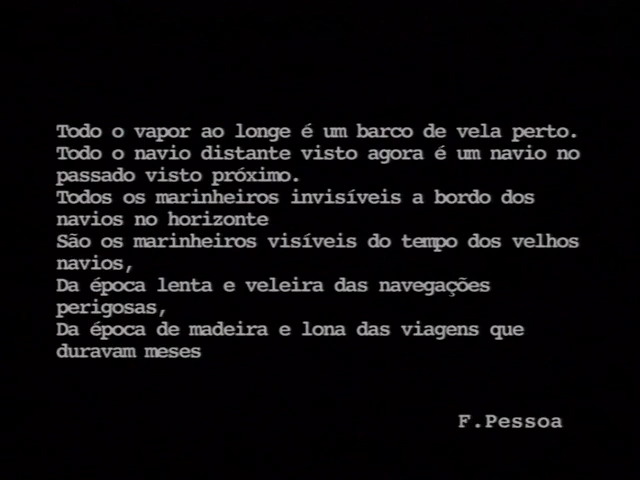 Todo o vapor ao longe é um barco de vela perto.
Todo o navio distante visto agora é um navio no
passado visto próximo.
Todos os marinheiros invisíveis a bordo dos
navios no horizonte
São os marinheiros visíveis do tempo dos velhos
navios,
Da época lenta e veleira das navegações
perigosas,
Da época de madeira e lona das viagens que
duravam meses
F.Pessoa